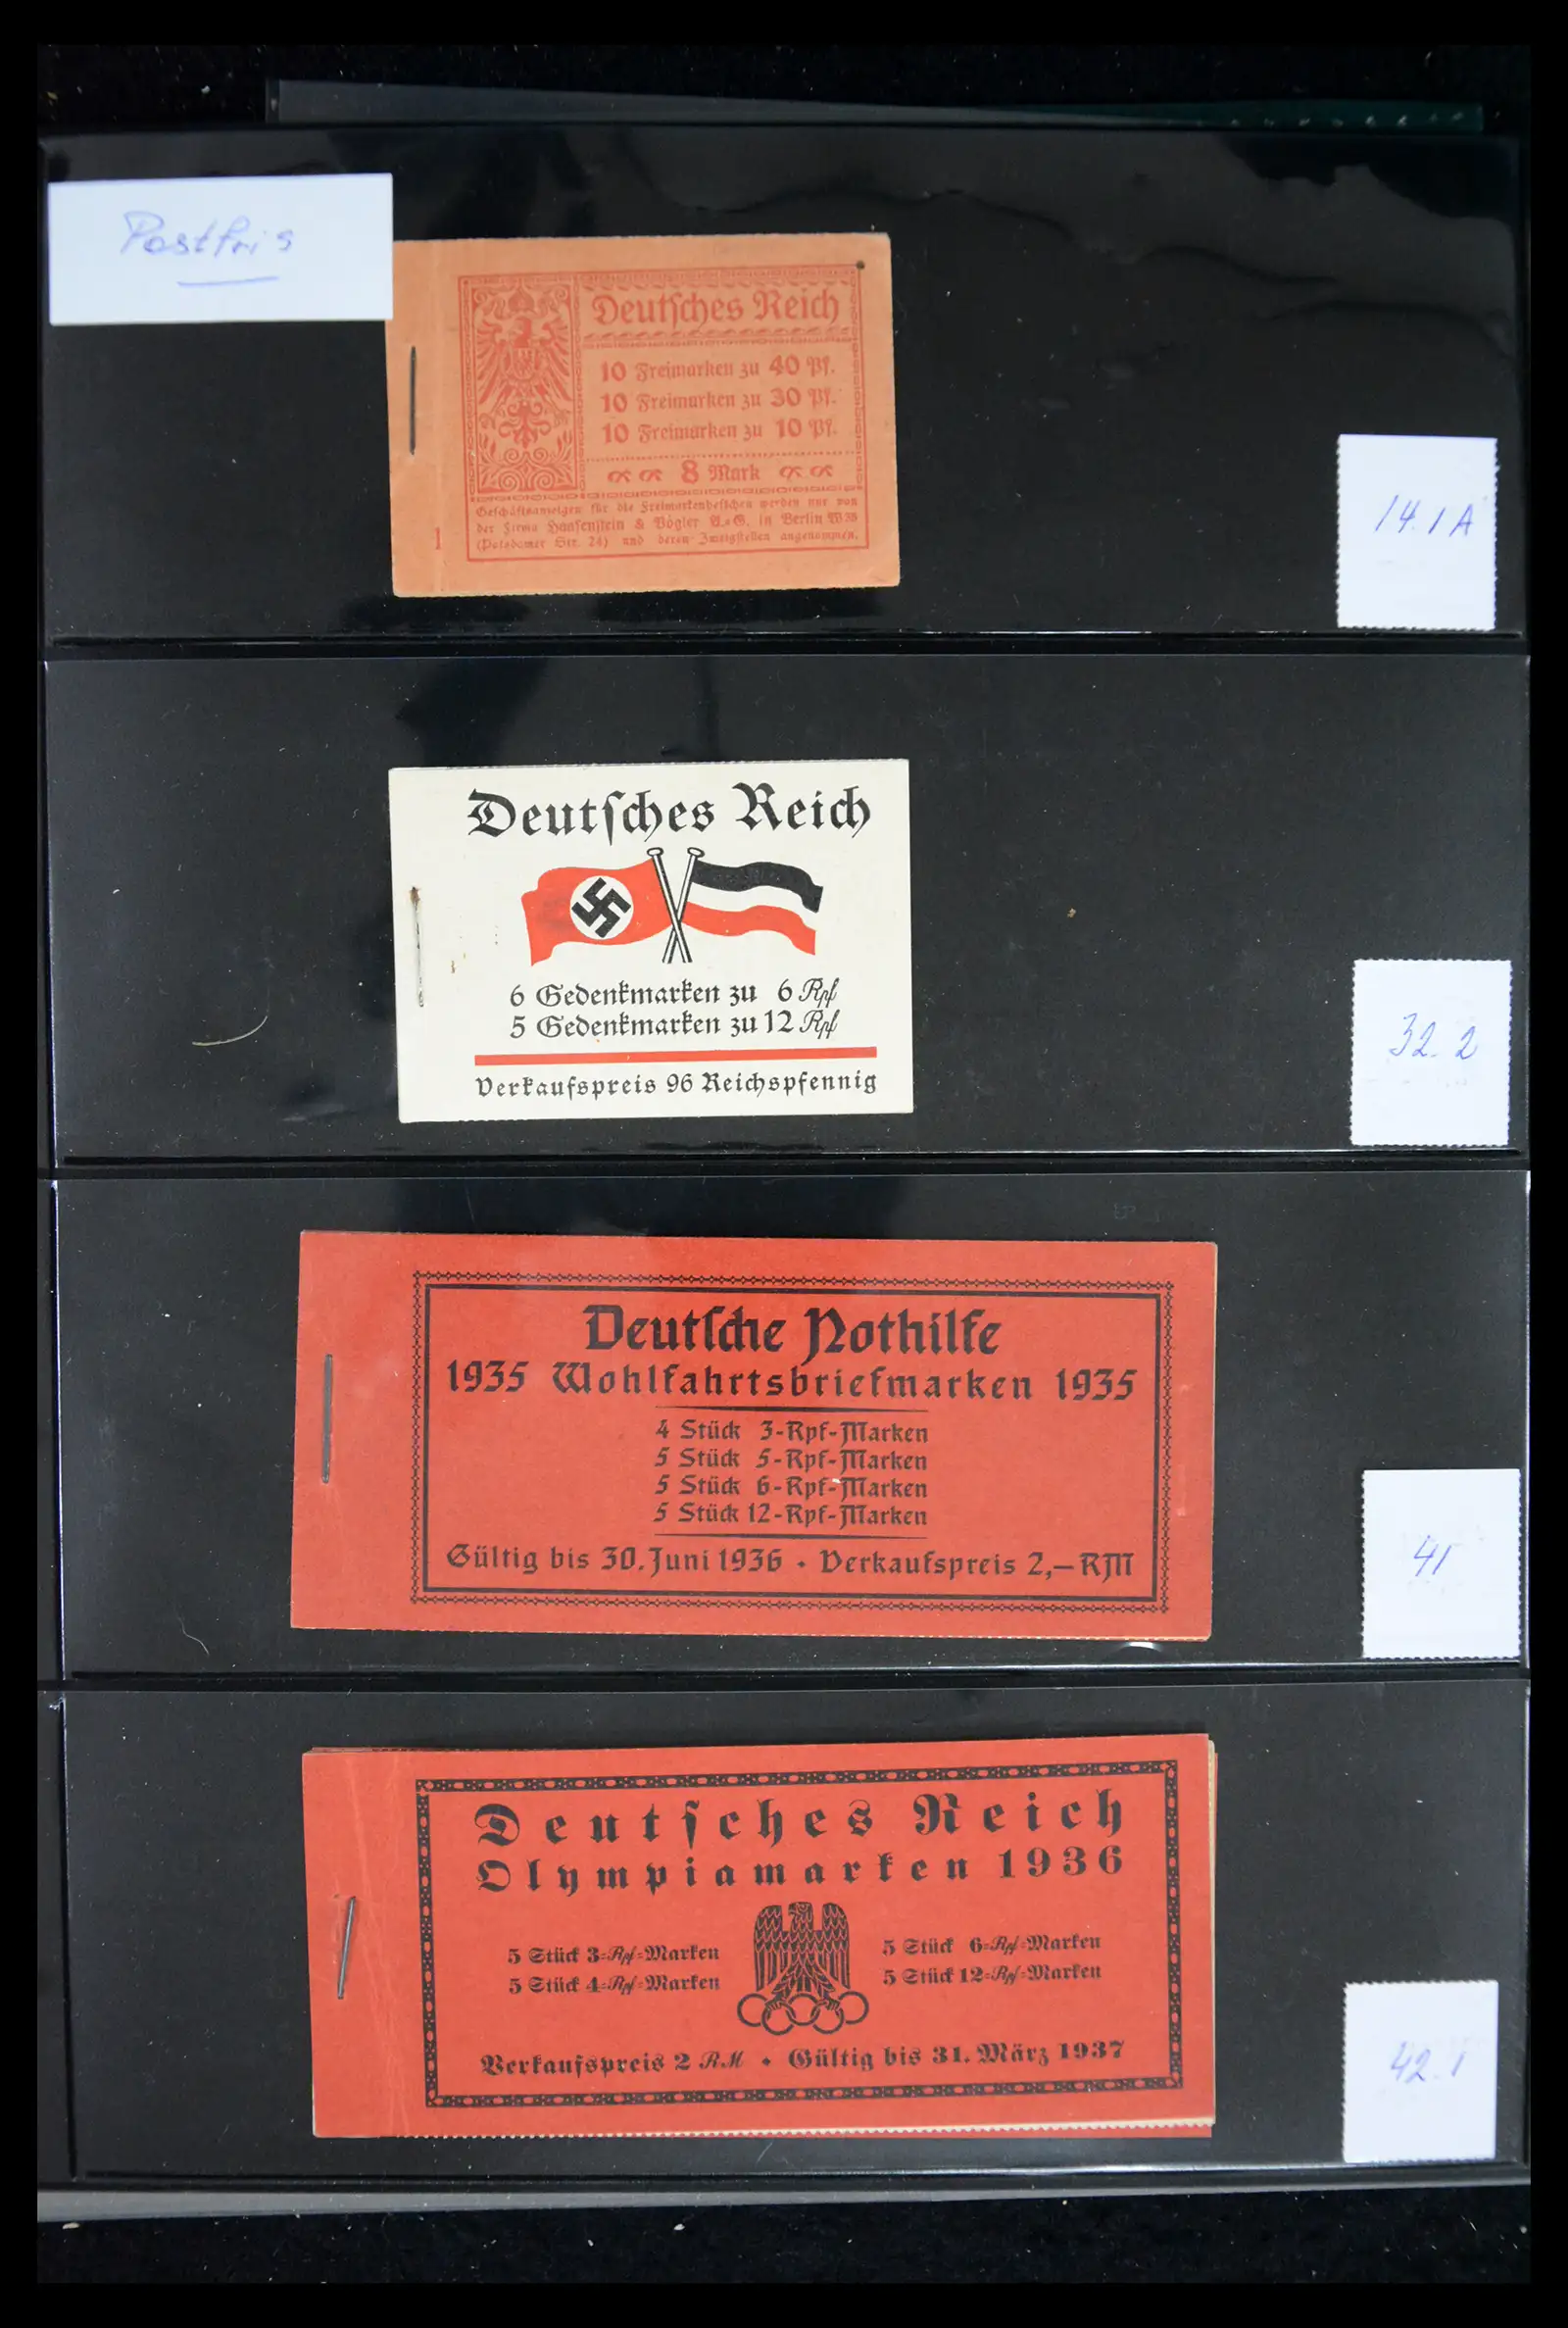 Postfris
Deutſches Reich
10 Freimarken zu 40 Pf.
10 Freimarken zu 30 Pf.
10 Freimarken zu 10 Pf.
8 Mark
Geſchäftsanzeigen für die Freimarkenheftchen werden nur von
der Firma Haaſenſtein & Vogler A.=G. in Berlin W 35
(Potsdamer Str. 24) und deren Zweigſtellen angenommen.
1
14.1A
Deutſches Reich
6 Gedenkmarken zu 6 Rpf
5 Gedenkmarken zu 12 Rpf
Verkaufspreis 96 Reichspfennig
32.2
Deutſche Nothilfe
1935 Wohlfahrtsbriefmarken 1935
4 Stück 3-Rpf-Marken
5 Stück 5-Rpf-Marken
5 Stück 6-Rpf-Marken
5 Stück 12-Rpf-Marken
Gültig bis 30. Juni 1936 • Verkaufspreis 2,— RM
41
Deutſches Reich
Olympiamarken 1936
5 Stück 3=Rpf=Marken
5 Stück 4=Rpf=Marken
5 Stück 6=Rpf=Marken
5 Stück 12=Rpf=Marken
Verkaufspreis 2 RM • Gültig bis 31. März 1937
42.1